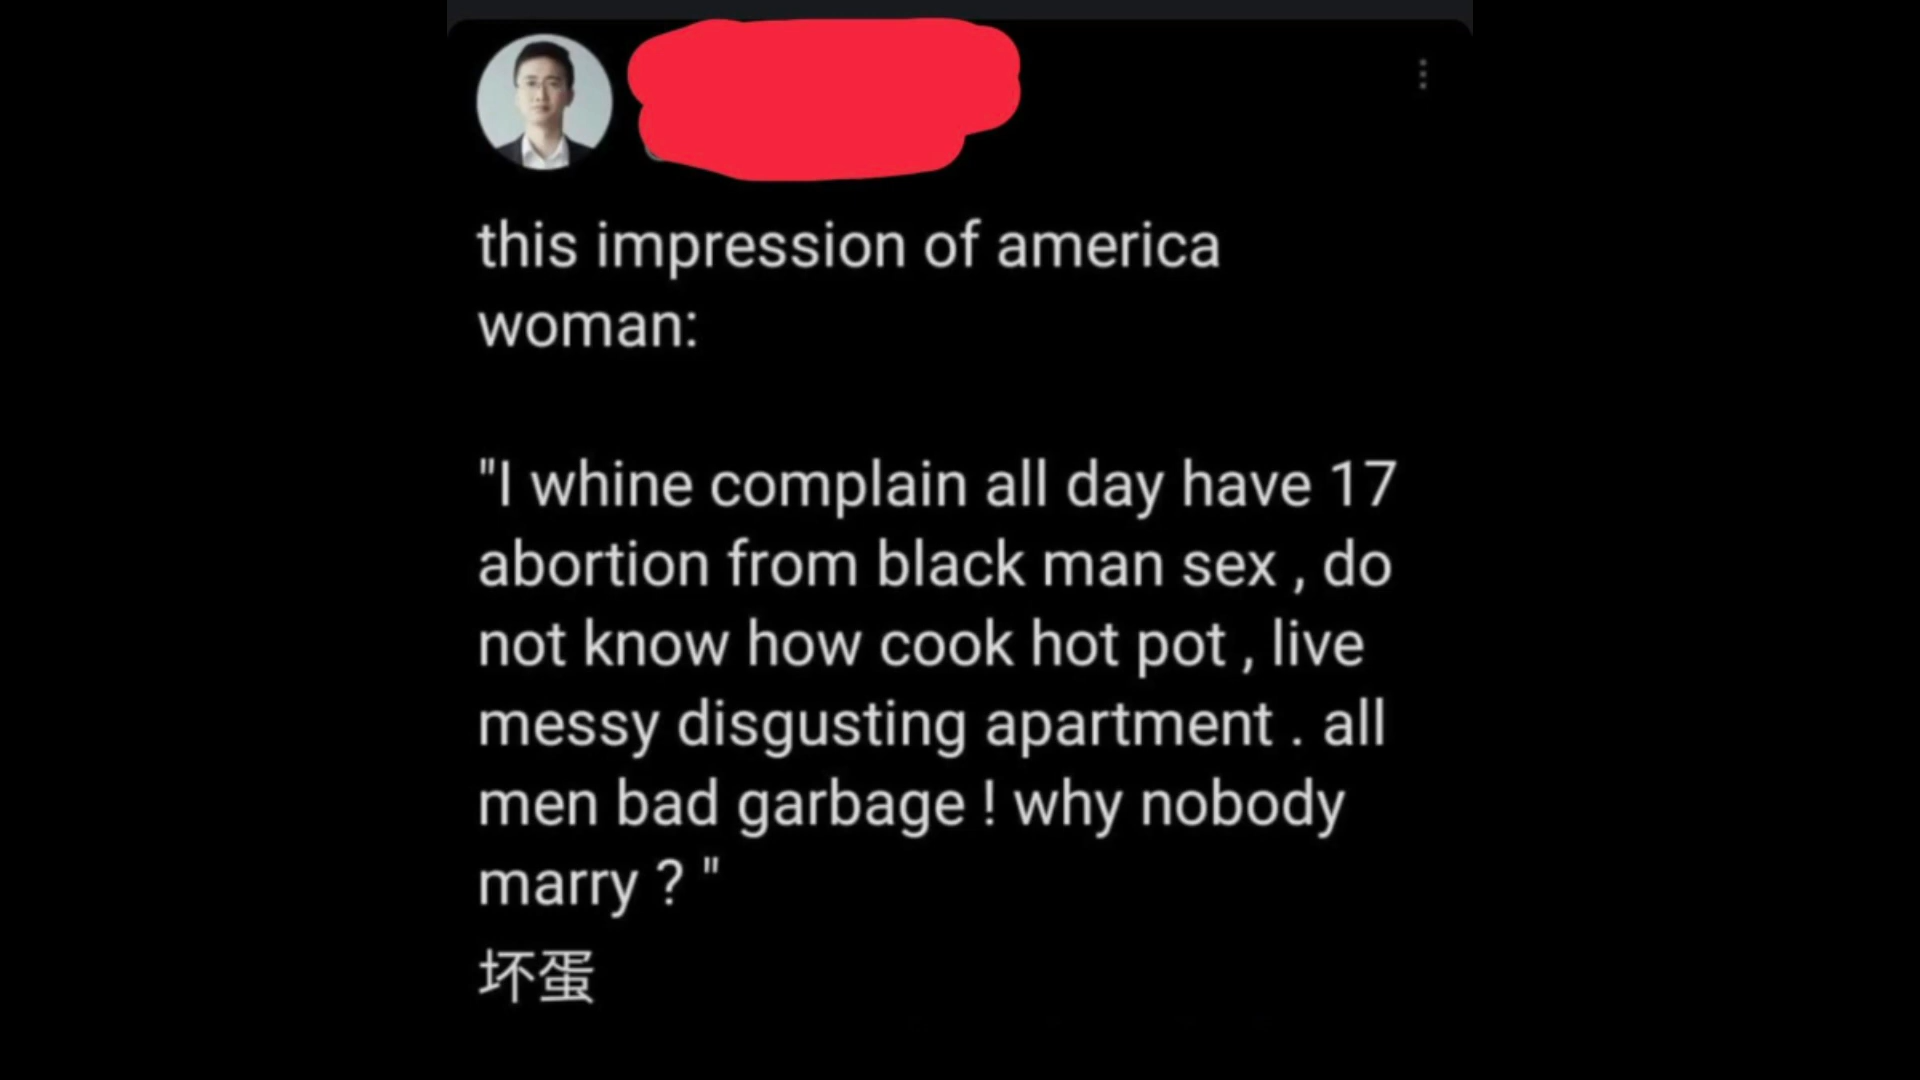 this impression of america
woman:
"I whine complain all day have 17
abortion from black man sex , do
not know how cook hot pot , live
messy disgusting apartment . all
men bad garbage ! why nobody
marry ? "
坏蛋